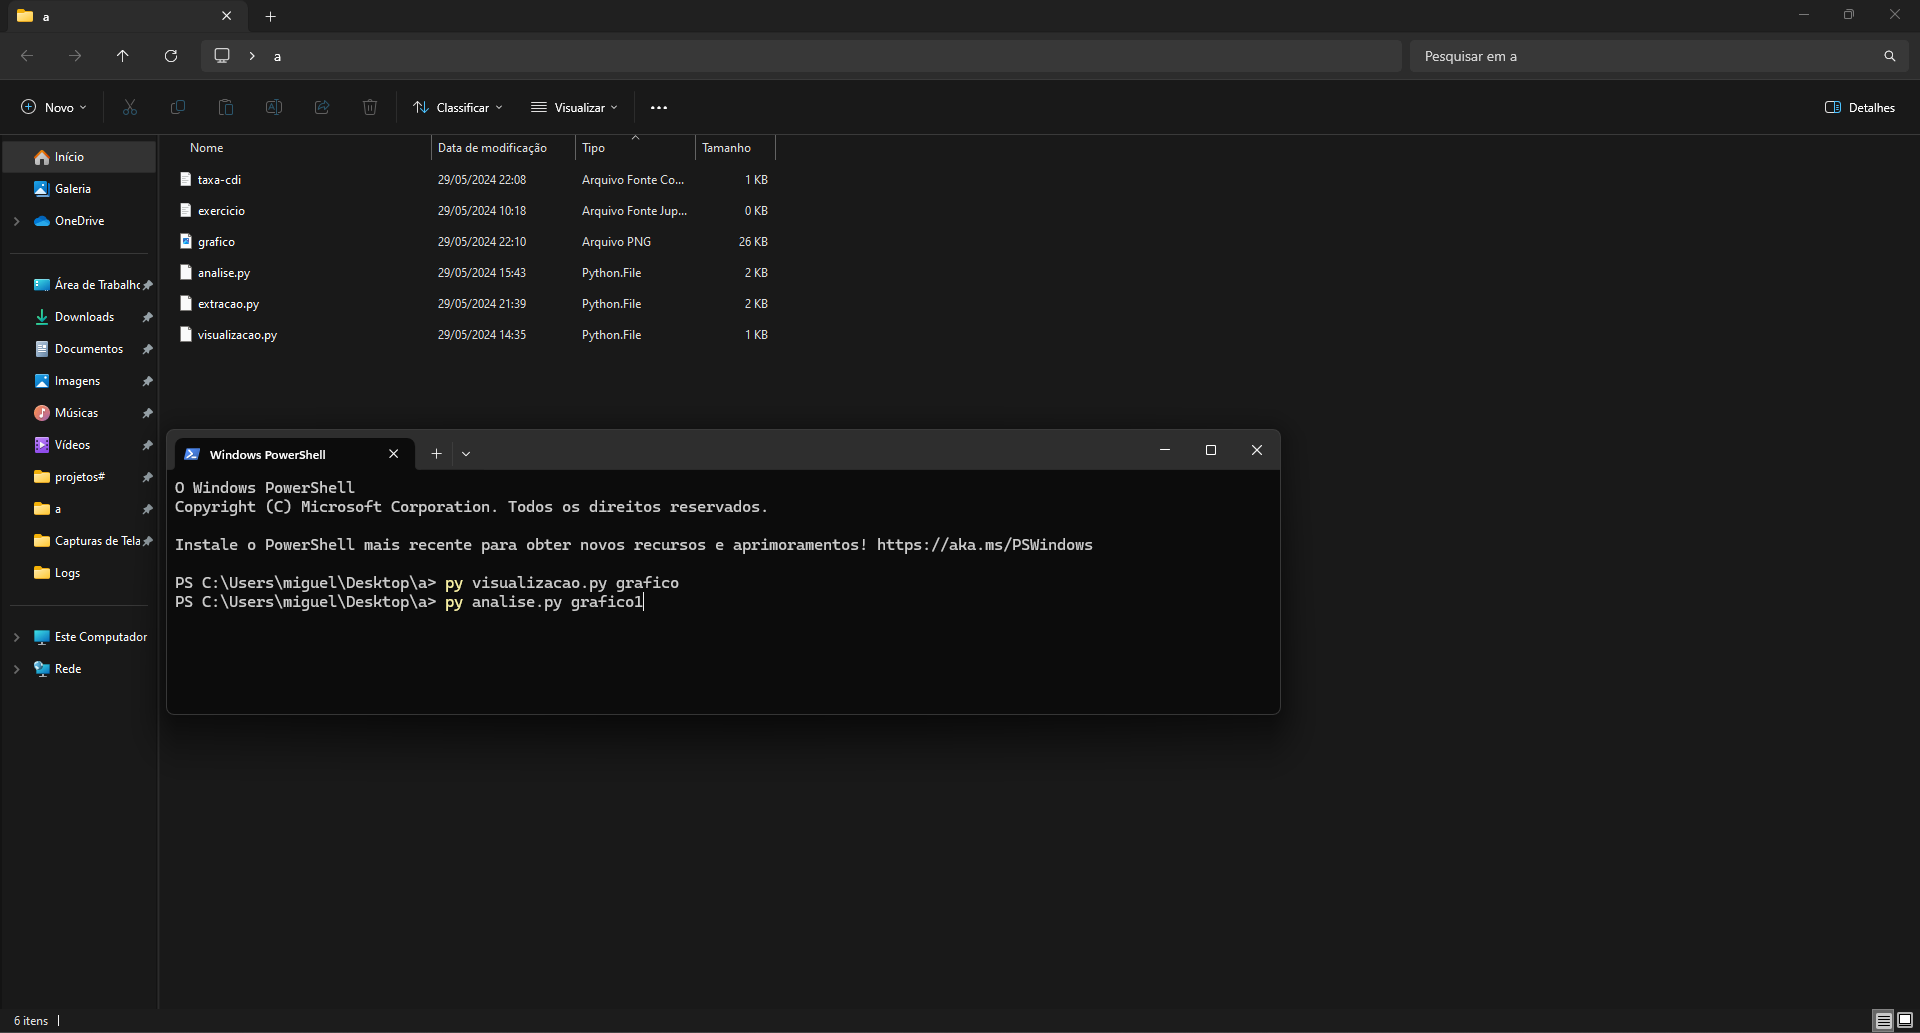 a
a
Pesquisar em a
Novo
Classificar
Visualizar
Detalhes
Início
Galeria
OneDrive
Área de Trabalho
Downloads
Documentos
Imagens
Músicas
Vídeos
projetos#
a
Capturas de Tela
Logs
Este Computador
Rede
Nome Data de modificação Tipo Tamanho
taxa-cdi 29/05/2024 22:08 Arquivo Fonte Co... 1 KB
exercicio 29/05/2024 10:18 Arquivo Fonte Jup... 0 KB
grafico 29/05/2024 22:10 Arquivo PNG 26 KB
analise.py 29/05/2024 15:43 Python.File 2 KB
extracao.py 29/05/2024 21:39 Python.File 2 KB
visualizacao.py 29/05/2024 14:35 Python.File 1 KB
Windows PowerShell
O Windows PowerShell
Copyright (C) Microsoft Corporation. Todos os direitos reservados.
Instale o PowerShell mais recente para obter novos recursos e aprimoramentos! https://aka.ms/PSWindows
PS C:\Users\miguel\Desktop\a> py visualizacao.py grafico
PS C:\Users\miguel\Desktop\a> py analise.py grafico1
6 itens